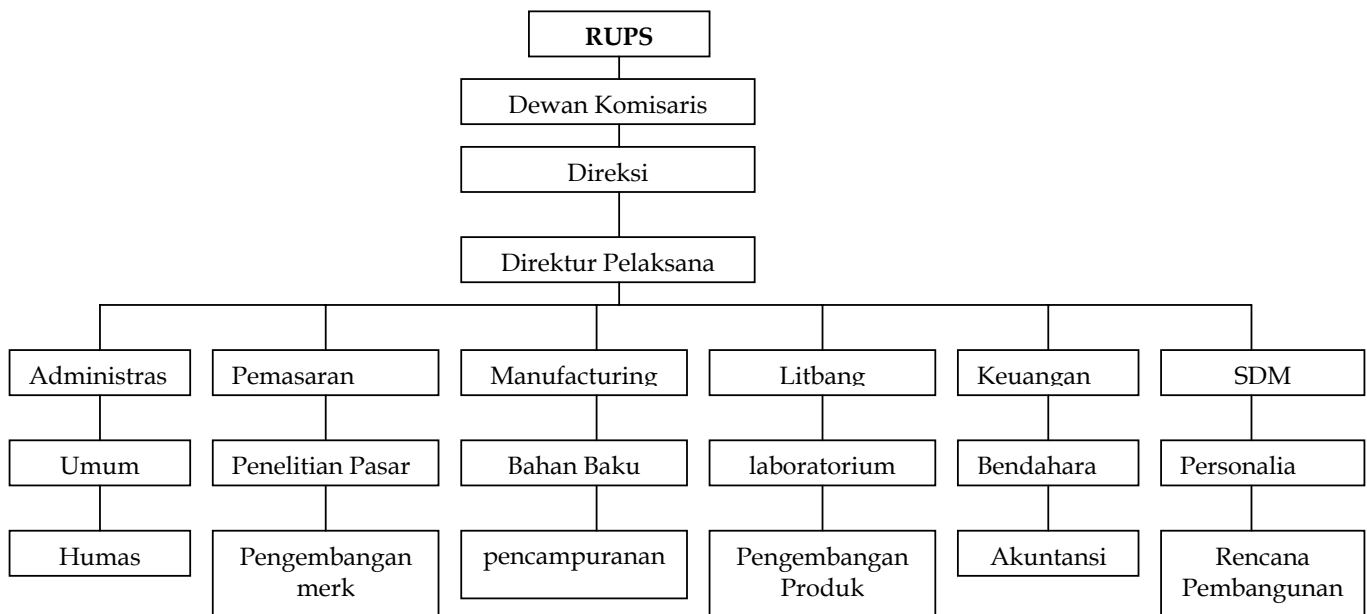 RUPS
Dewan Komisaris
Direksi
Direktur Pelaksana
Administras
Pemasaran
Manufacturing
Litbang
Keuangan
SDM
Umum
Penelitian Pasar
Bahan Baku
laboratorium
Bendahara
Personalia
Humas
Pengembangan
merk
pencampuranan
Pengembangan
Produk
Akuntansi
Rencana
Pembangunan